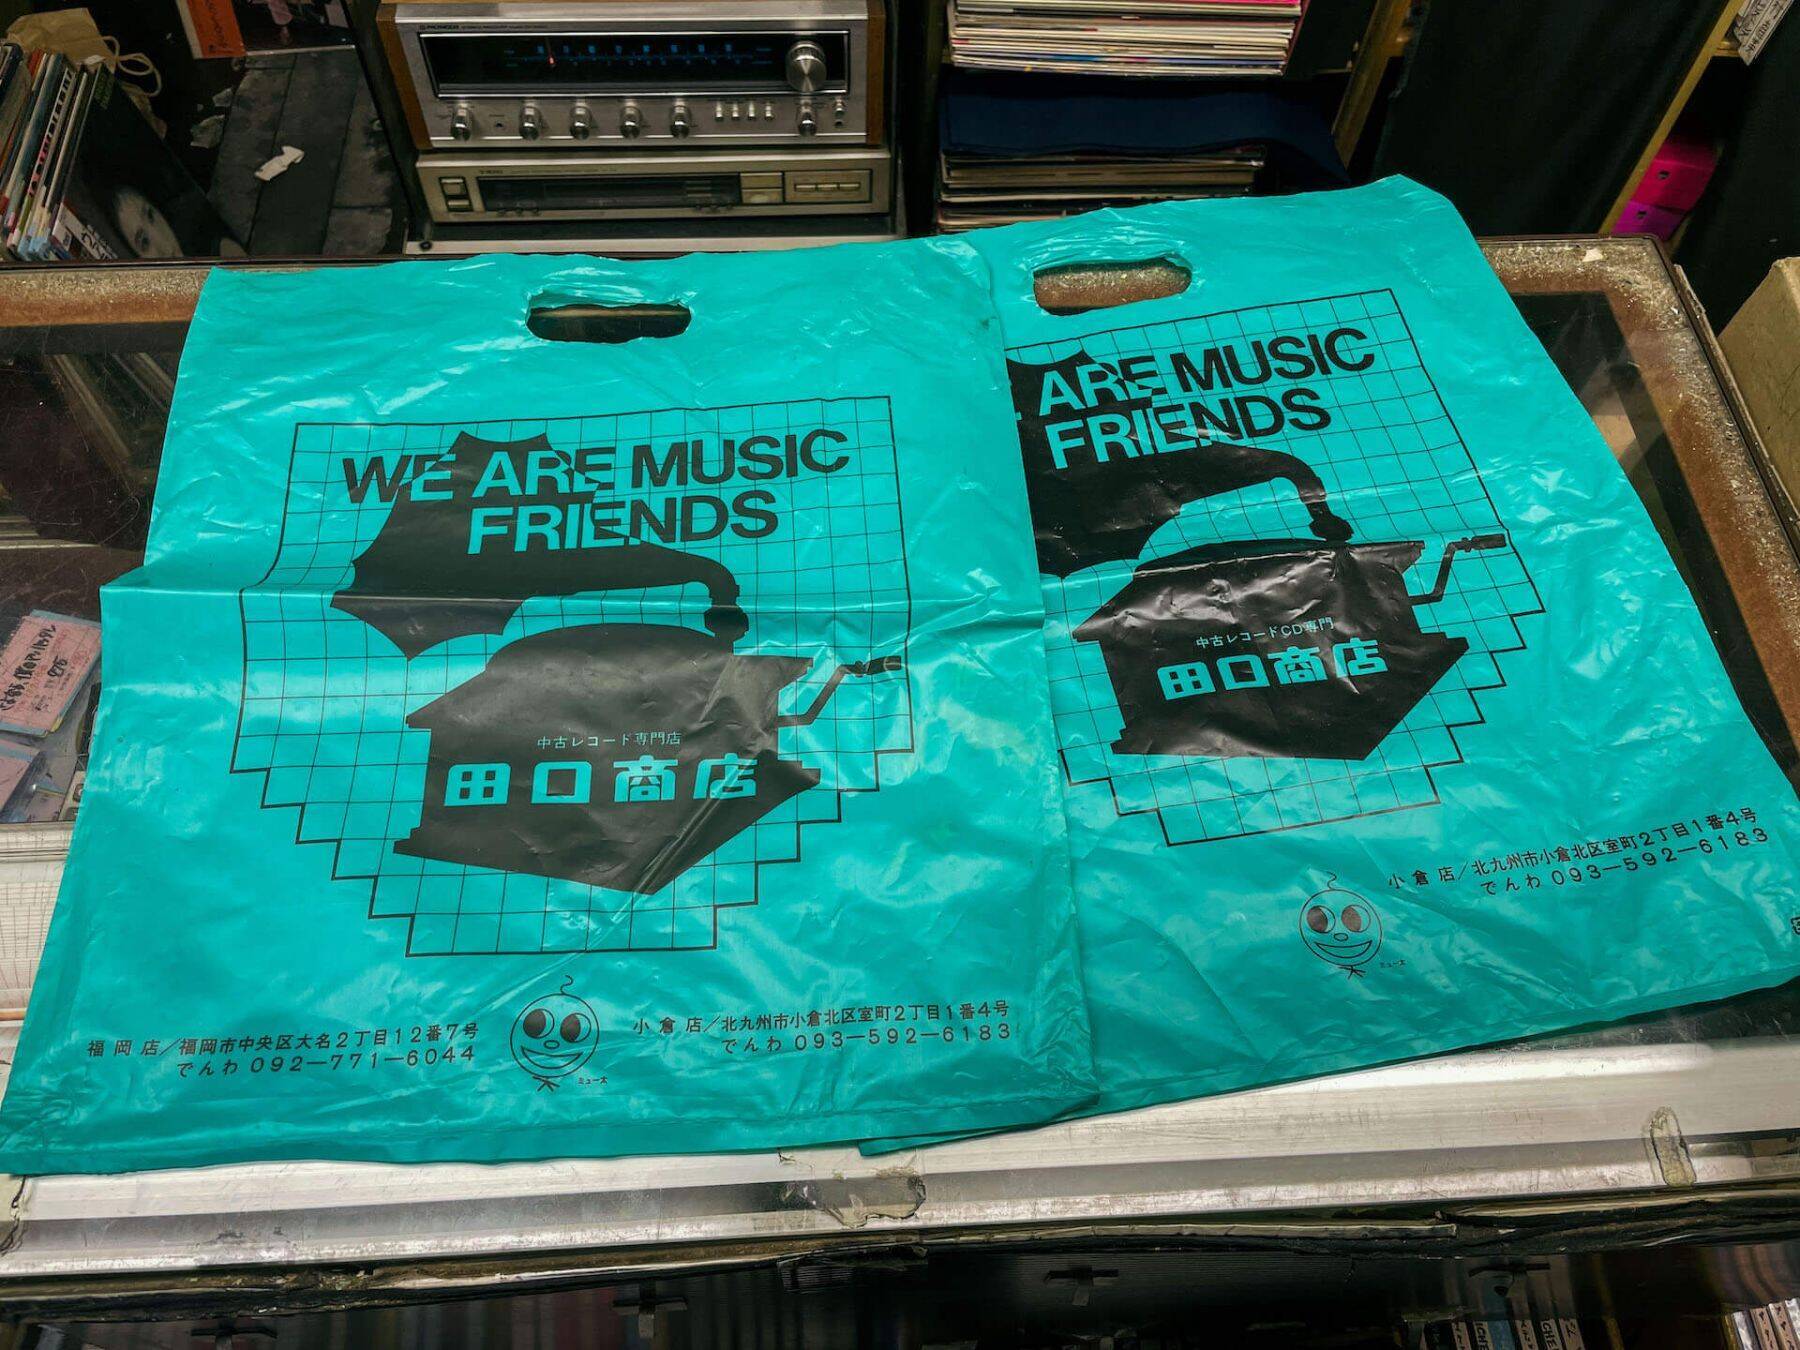 PIONEER
WE ARE MUSIC
FRIENDS
中古レコード専門店
田口商店
福岡店/福岡市中央区大名2丁目12番7号
でんわ 092-771-6044
ミュー太
小倉店/北九州市小倉北区室町2丁目1番4号
でんわ 093-592-6183
ARE MUSIC
FRIENDS
中古レコードCD専門
田口商店
小倉店/北九州市小倉北区室町2丁目1番4号
でんわ 093-592-6183
ミュー太